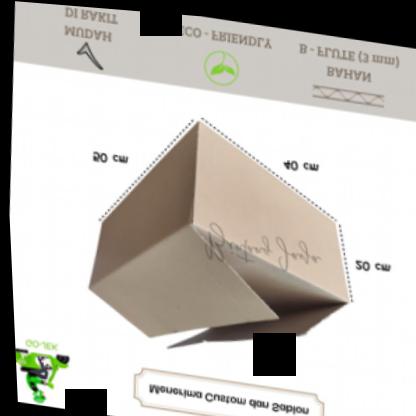 Menerima Custom dan Sablon
GO-JEK
20 cm
40 cm
50 cm
BAHAN
B - FLUTE (3 mm)
CO - FRIENDLY
MUDAH
DI RAKIT